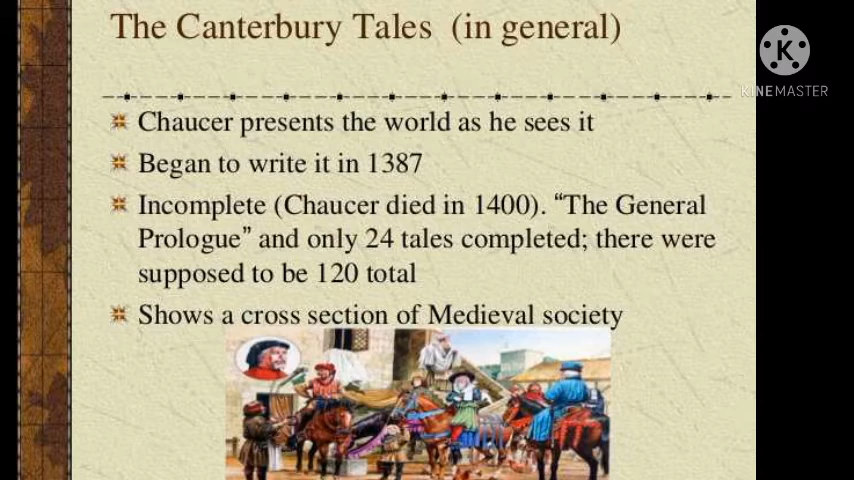 The Canterbury Tales (in general)
K
KINEMASTER
Chaucer presents the world as he sees it
Began to write it in 1387
Incomplete (Chaucer died in 1400). “The General
Prologue” and only 24 tales completed; there were
supposed to be 120 total
Shows a cross section of Medieval society